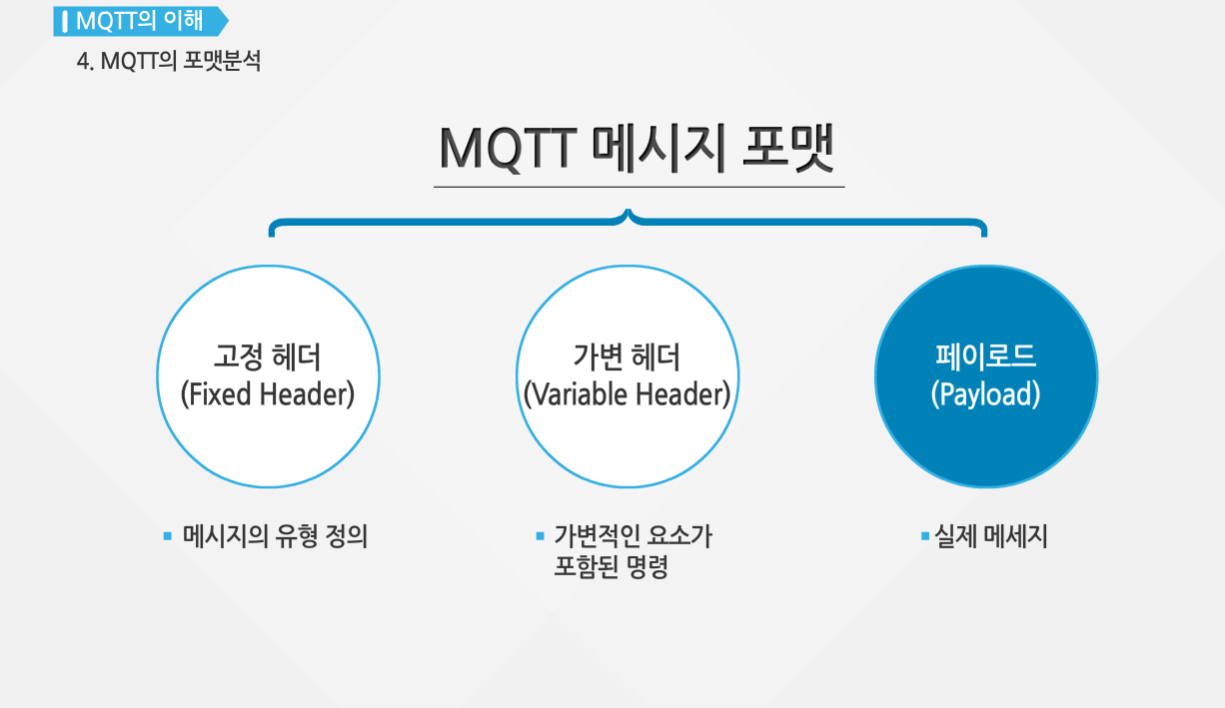 MQTT의 이해
4. MQTT의 포맷분석
MQTT 메시지 포맷
고정 헤더
(Fixed Header)
가변 헤더
(Variable Header)
페이로드
(Payload)
▪ 메시지의 유형 정의
▪ 가변적인 요소가
포함된 명령
▪ 실제 메세지